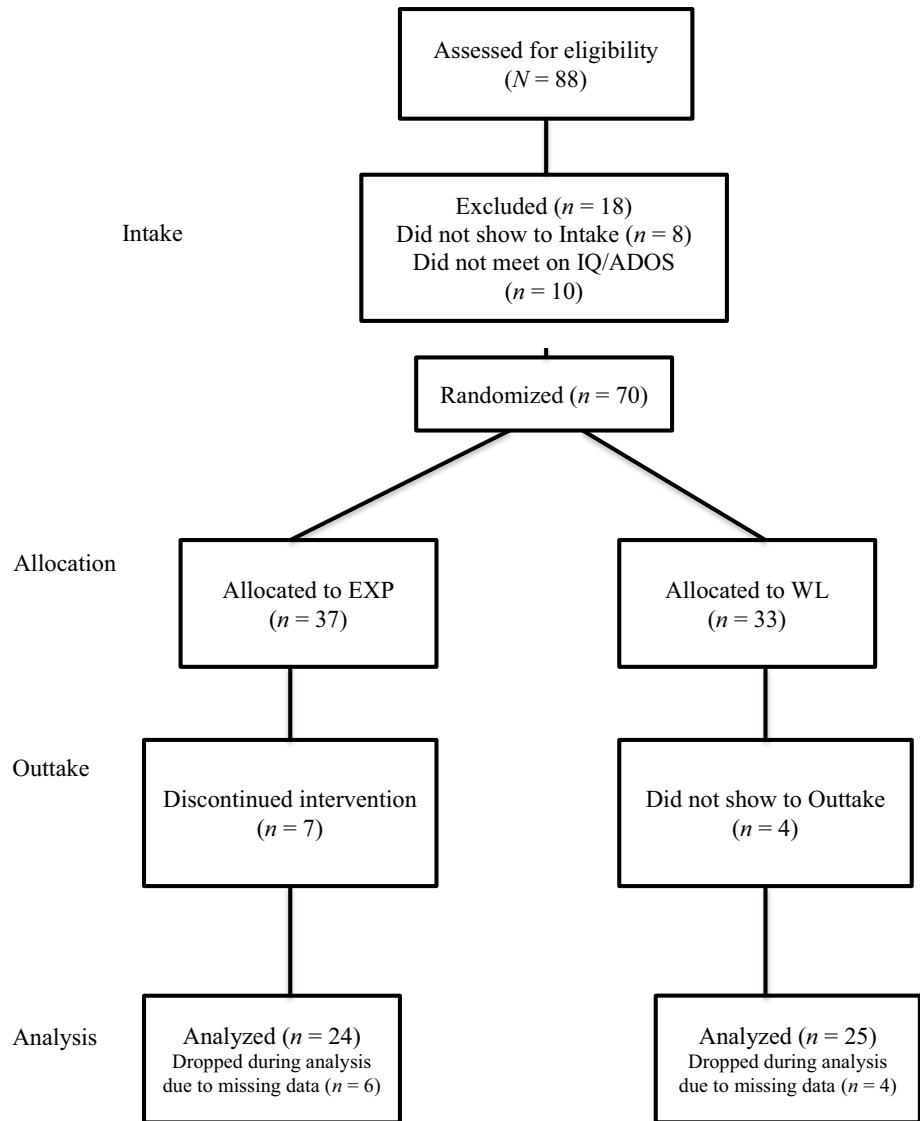 Assessed for eligibility
(N = 88)
Intake
Excluded (n = 18)
Did not show to Intake (n = 8)
Did not meet on IQ/ADOS
(n = 10)
Randomized (n = 70)
Allocation
Allocated to EXP
(n = 37)
Allocated to WL
(n = 33)
Outtake
Discontinued intervention
(n = 7)
Did not show to Outtake
(n = 4)
Analysis
Analyzed (n = 24)
Dropped during analysis
due to missing data (n = 6)
Analyzed (n = 25)
Dropped during analysis
due to missing data (n = 4)